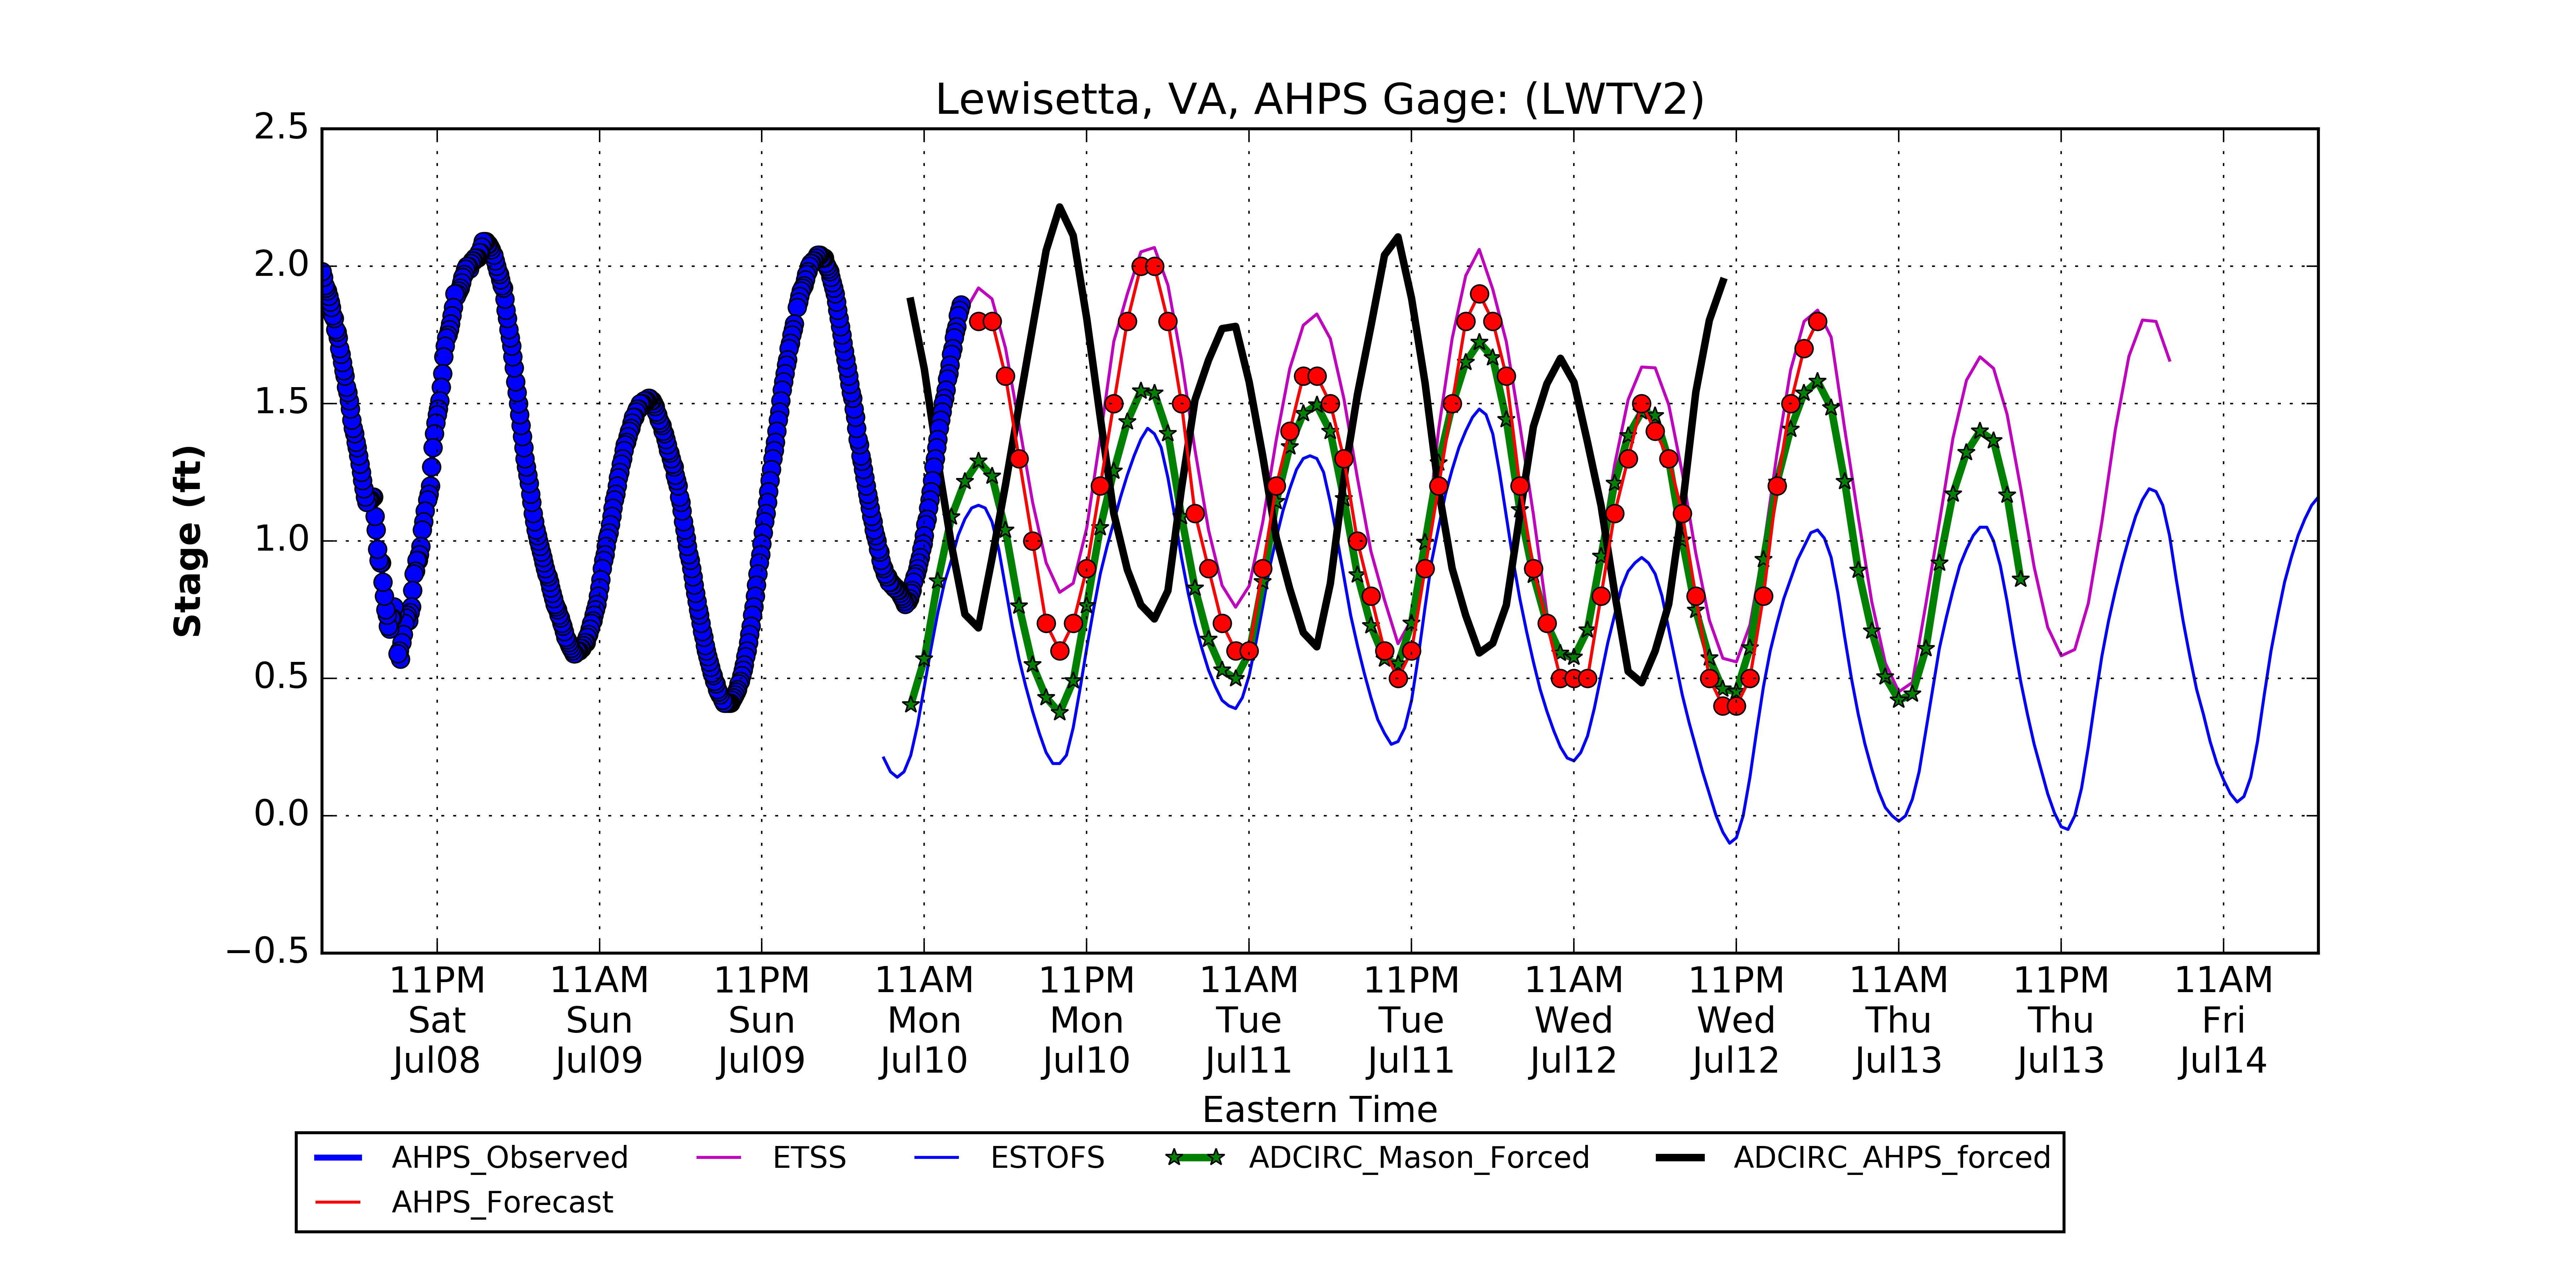 Lewisetta, VA, AHPS Gage: (LWTV2)
2.5
2.0
1.5
1.0
0.5
0.0
−0.5
Stage (ft)
11PM 11AM 11PM 11AM 11PM 11AM 11PM 11AM 11PM 11AM 11PM 11AM
Sat Sun Sun Mon Mon Tue Tue Wed Wed Thu Thu Fri
Jul08 Jul09 Jul09 Jul10 Jul10 Jul11 Jul11 Jul12 Jul12 Jul13 Jul13 Jul14
Eastern Time
AHPS_Observed ETSS ESTOFS ADCIRC_Mason_Forced ADCIRC_AHPS_forced
AHPS_Forecast